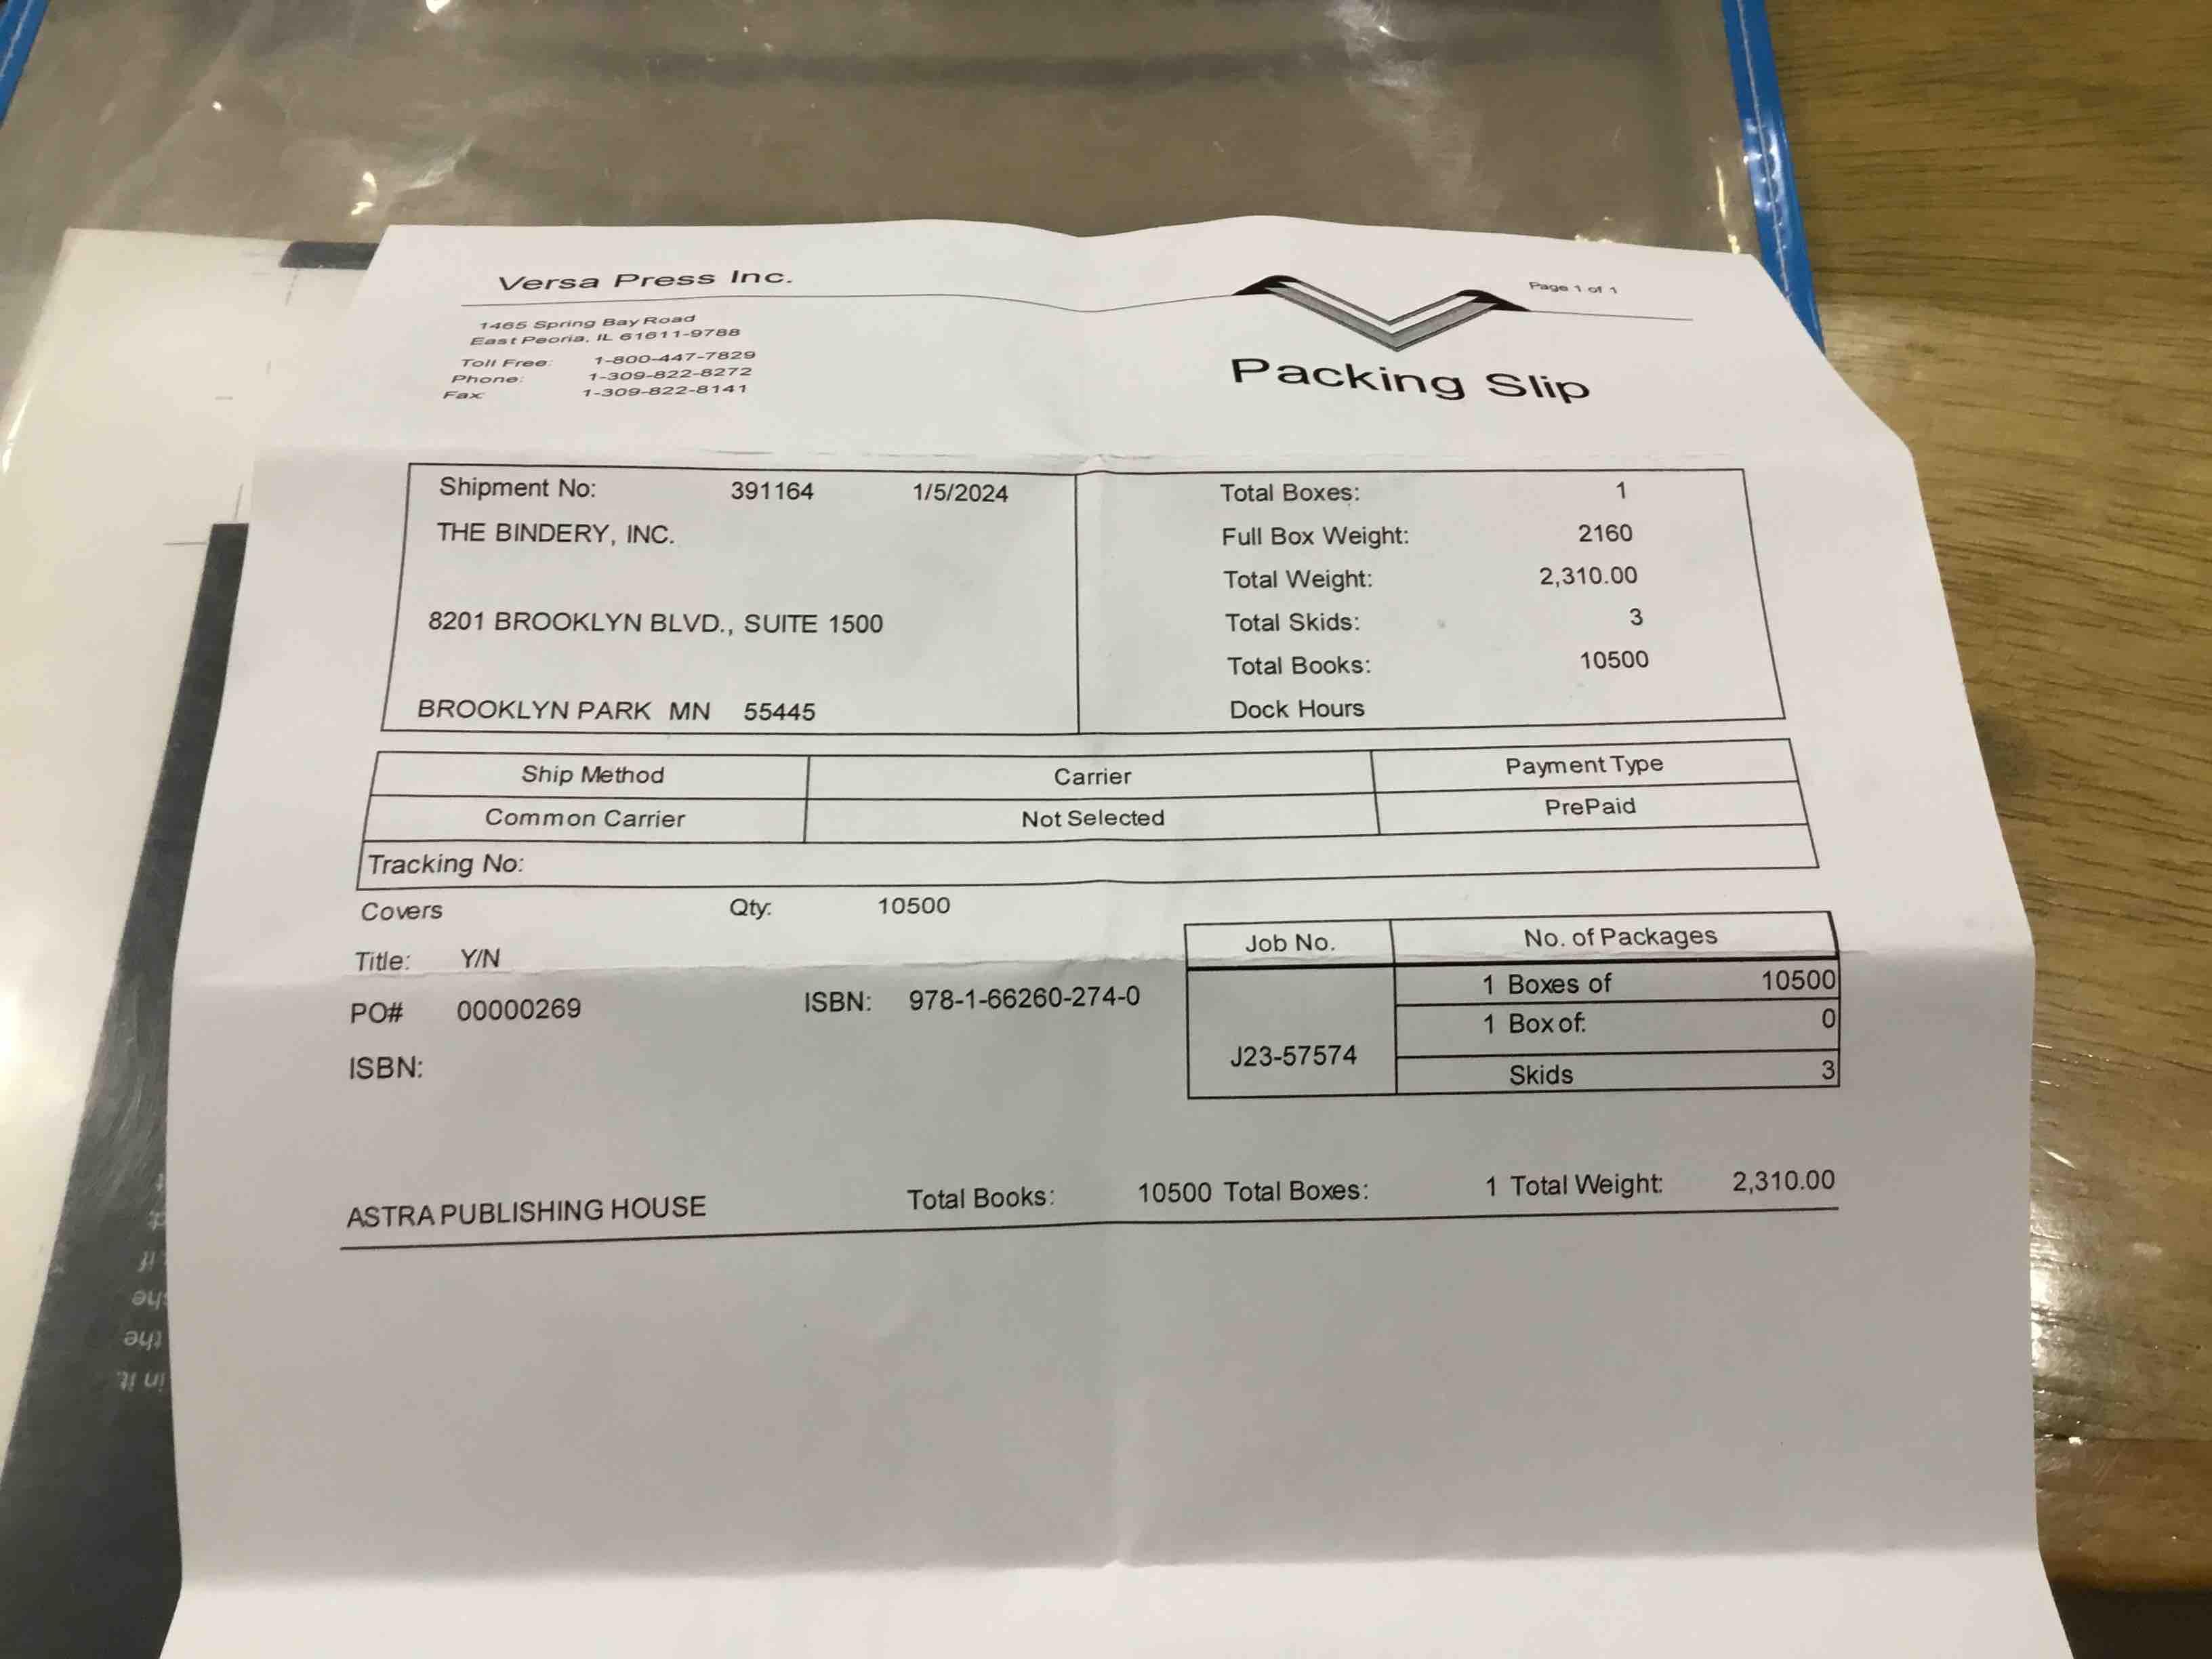 Versa Press Inc.
Page 1 of 1
1465 Spring Bay Road
East Peoria, IL 61611-9788
Toll Free: 1-800-447-7829
Phone: 1-309-822-8272
Fax: 1-309-822-8141
Packing Slip
Shipment No: 391164 1/5/2024
THE BINDERY, INC.
8201 BROOKLYN BLVD., SUITE 1500
BROOKLYN PARK MN 55445
Total Boxes: 1
Full Box Weight: 2160
Total Weight: 2,310.00
Total Skids: 3
Total Books: 10500
Dock Hours
Ship Method Carrier Payment Type
Common Carrier Not Selected PrePaid
Tracking No:
Covers Qty: 10500
Title: Y/N
PO# 00000269 ISBN: 978-1-66260-274-0
ISBN:
Job No. No. of Packages
J23-57574
1 Boxes of 10500
1 Box of: 0
Skids 3
ASTRA PUBLISHING HOUSE Total Books: 10500 Total Boxes: 1 Total Weight: 2,310.00
in it.
the